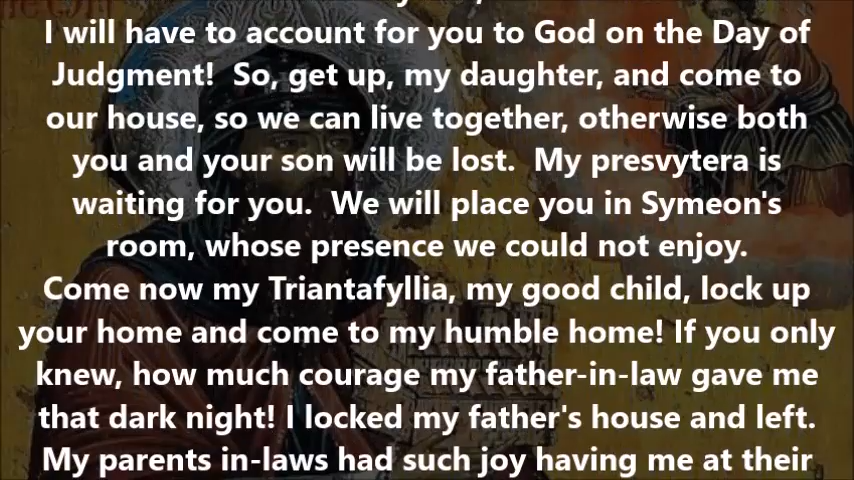 I will have to account for you to God on the Day of
Judgment!  So, get up, my daughter, and come to
our house, so we can live together, otherwise both
you and your son will be lost.  My presvytera is
waiting for you.  We will place you in Symeon's
room, whose presence we could not enjoy.
Come now my Triantafyllia, my good child, lock up
your home and come to my humble home! If you only
knew, how much courage my father-in-law gave me
that dark night! I locked my father's house and left.
My parents in-laws had such joy having me at their